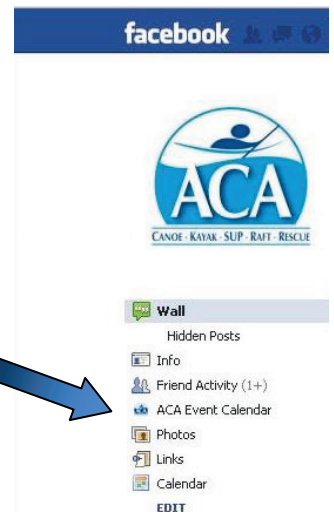 facebook
ACA
CANOE - KAYAK - SUP - RAFT - RESCUE
Wall
Hidden Posts
Info
Friend Activity (1+)
ACA Event Calendar
Photos
Links
Calendar
EDIT